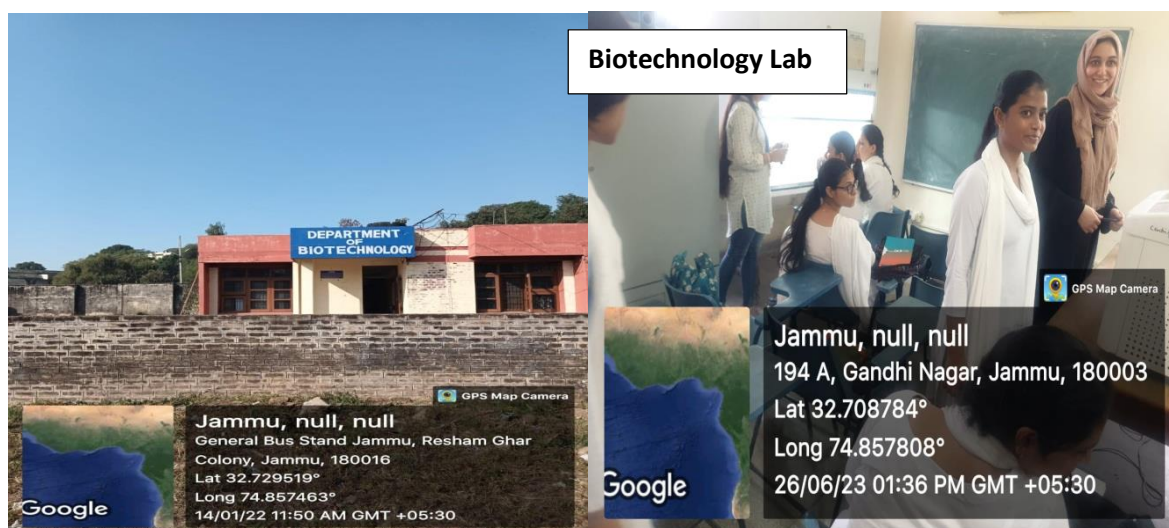 Biotechnology Lab
DEPARTMENT
OF
BIOTECHNOLOGY
GPS Map Camera
Jammu, null, null
General Bus Stand Jammu, Resham Ghar
Colony, Jammu, 180016
Lat 32.729519°
Long 74.857463°
14/01/22 11:50 AM GMT +05:30
Google
GPS Map Camera
Jammu, null, null
194 A, Gandhi Nagar, Jammu, 180003
Lat 32.708784°
Long 74.857808°
26/06/23 01:36 PM GMT +05:30
Google